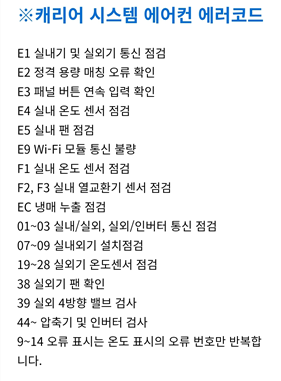 ※캐리어 시스템 에어컨 에러코드
E1 실내기 및 실외기 통신 점검
E2 정격 용량 매칭 오류 확인
E3 패널 버튼 연속 입력 확인
E4 실내 온도 센서 점검
E5 실내 팬 점검
E9 Wi-Fi 모듈 통신 불량
F1 실내 온도 센서 점검
F2, F3 실내 열교환기 센서 점검
EC 냉매 누출 점검
01~03 실내/실외, 실외/인버터 통신 점검
07~09 실내외기 설치점검
19~28 실외기 온도센서 점검
38 실외기 팬 확인
39 실외 4방향 밸브 검사
44~ 압축기 및 인버터 검사
9~14 오류 표시는 온도 표시의 오류 번호만 반복합
니다.